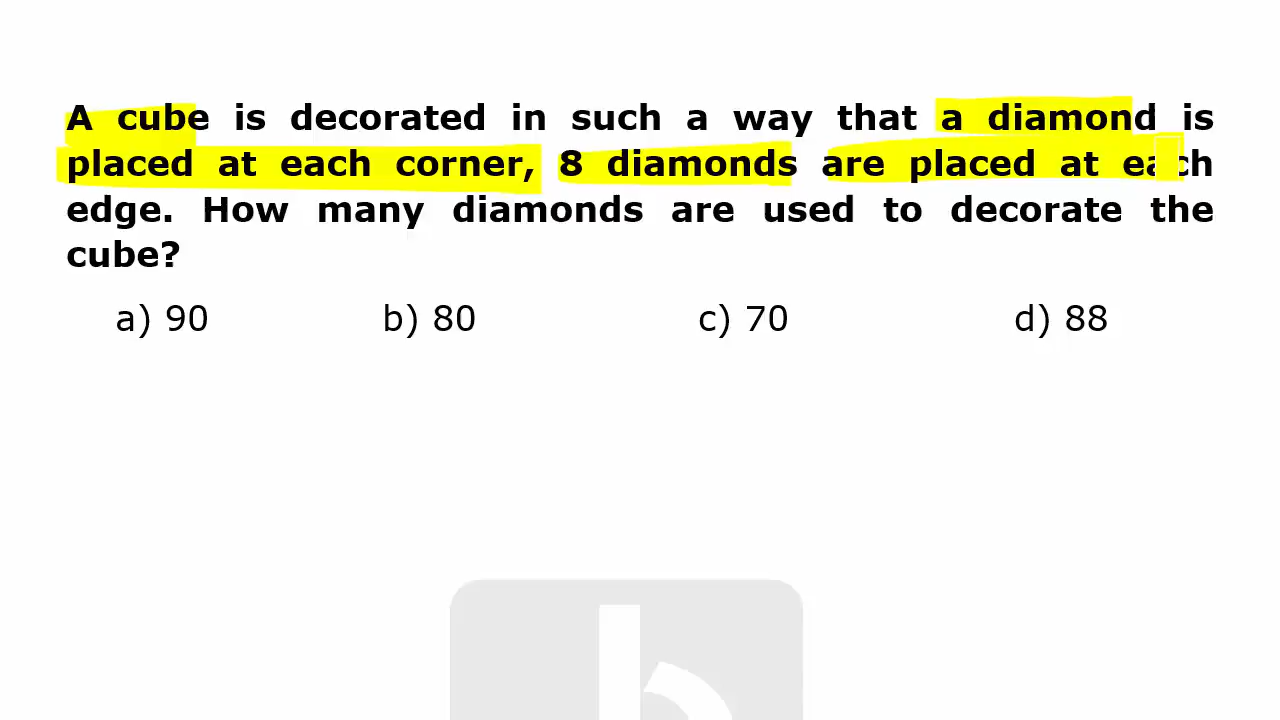 A cube is decorated in such a way that a diamond is
placed at each corner, 8 diamonds are placed at each
edge. How many diamonds are used to decorate the
cube?
a) 90 b) 80 c) 70 d) 88